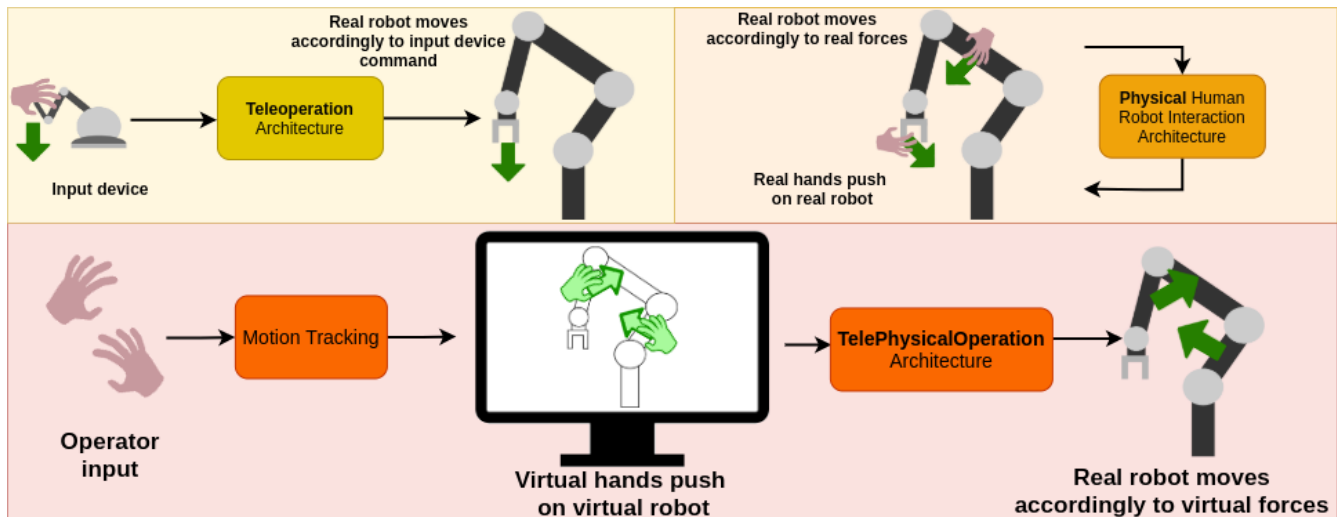 Real robot moves
accordingly to input device
command
Teleoperation
Architecture
Input device
Real robot moves
accordingly to real forces
Physical Human
Robot Interaction
Architecture
Real hands push
on real robot
Operator
input
Motion Tracking
Virtual hands push
on virtual robot
TelePhysicalOperation
Architecture
Real robot moves
accordingly to virtual forces